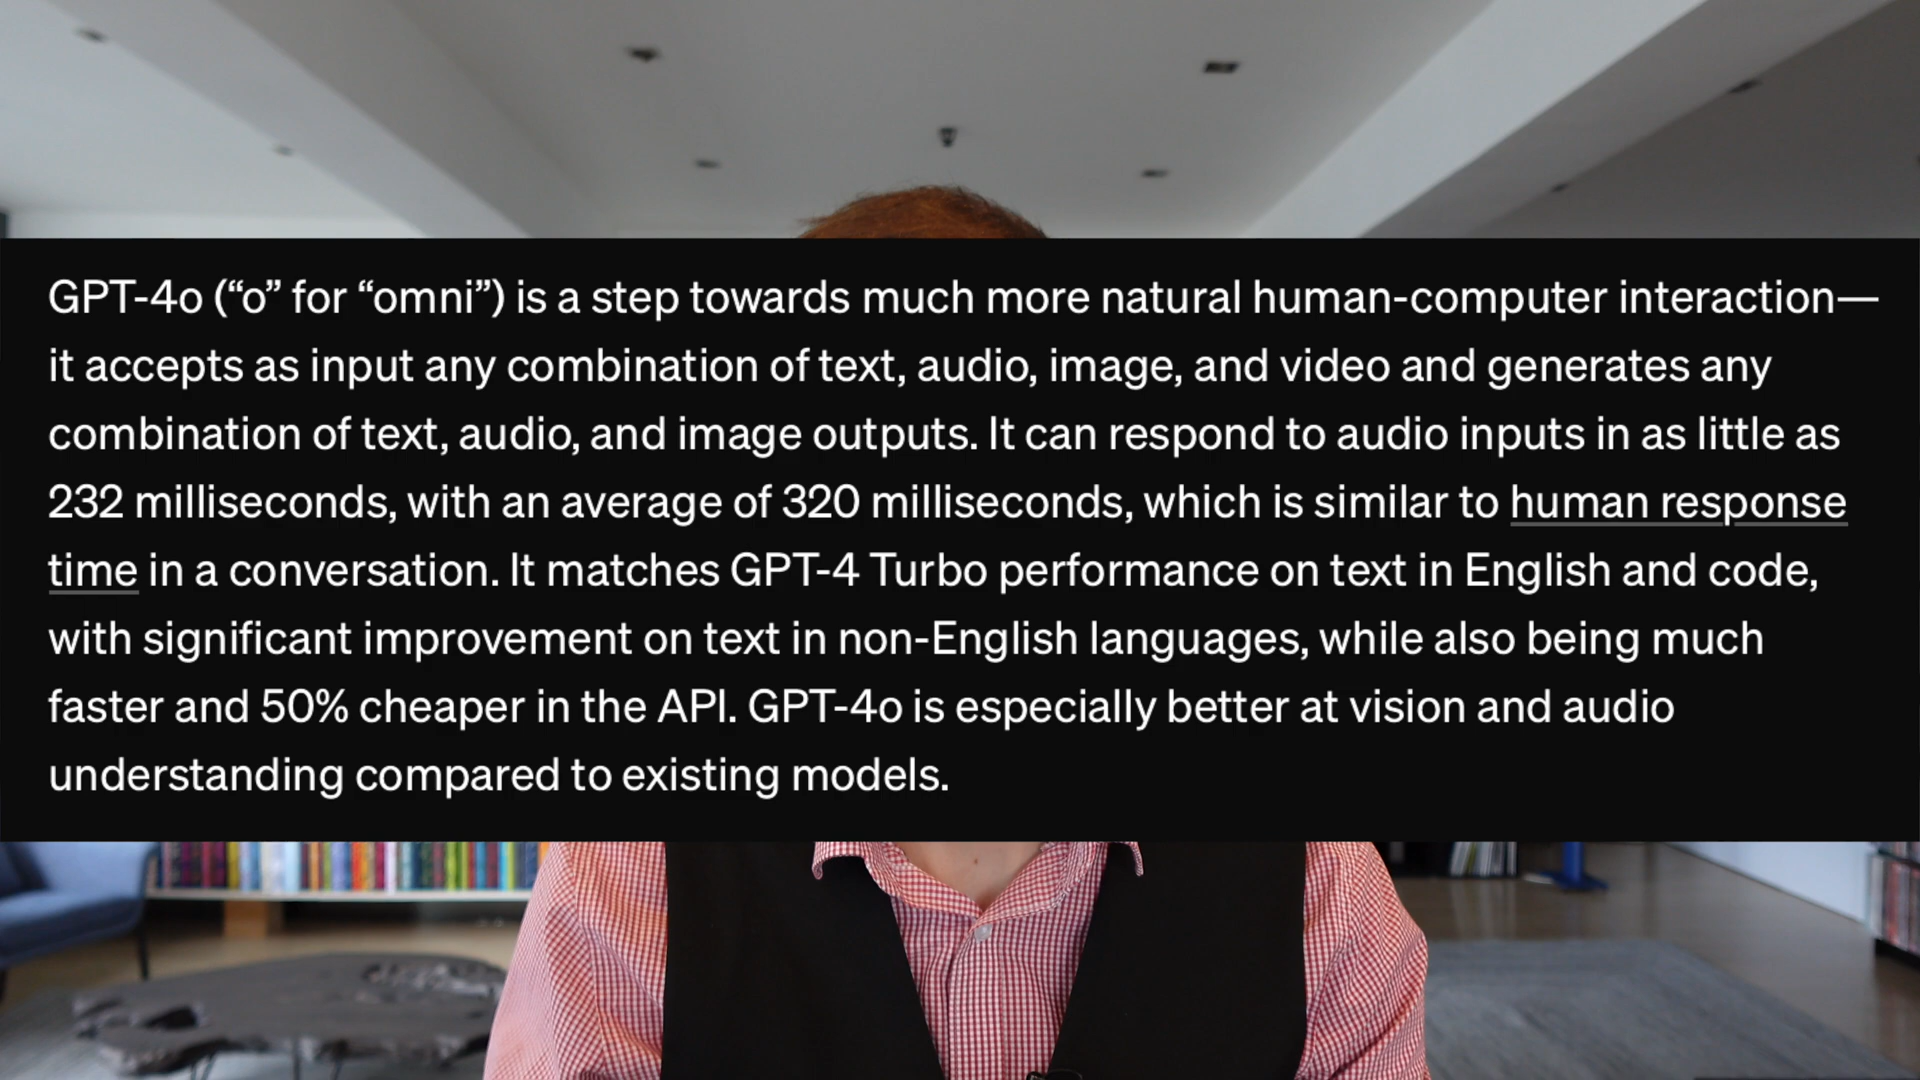 GPT-4o (“o” for “omni”) is a step towards much more natural human-computer interaction—
it accepts as input any combination of text, audio, image, and video and generates any
combination of text, audio, and image outputs. It can respond to audio inputs in as little as
232 milliseconds, with an average of 320 milliseconds, which is similar to human response
time in a conversation. It matches GPT-4 Turbo performance on text in English and code,
with significant improvement on text in non-English languages, while also being much
faster and 50% cheaper in the API. GPT-4o is especially better at vision and audio
understanding compared to existing models.